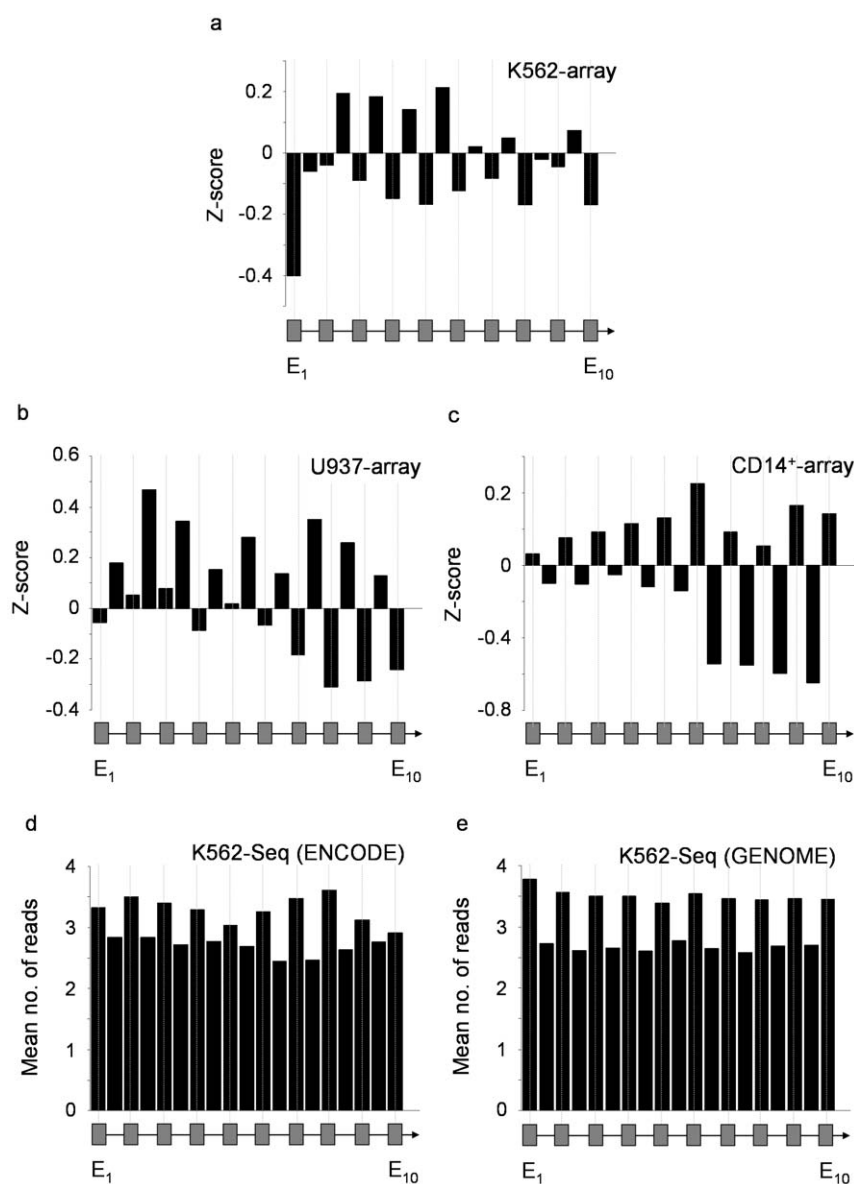 a
K562-array
0.2
0
-0.2
-0.4
Z-score
E1
E10
b
U937-array
0.6
0.4
0.2
0
-0.2
-0.4
Z-score
E1
E10
c
CD14+-array
0.2
0
-0.4
-0.8
Z-score
E1
E10
d
K562-Seq (ENCODE)
4
3
2
1
0
Mean no. of reads
E1
E10
e
K562-Seq (GENOME)
4
3
2
1
0
Mean no. of reads
E1
E10